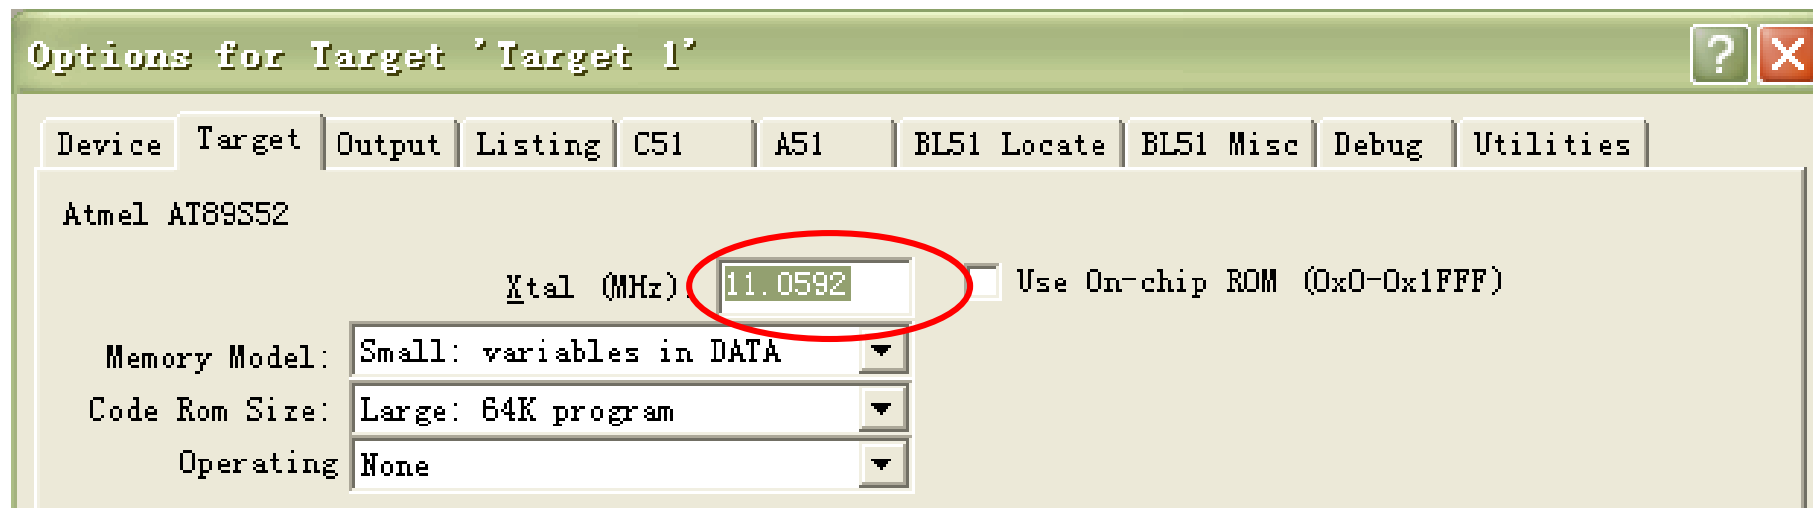 Options for Target 'Target 1'
Device Target Output Listing C51 A51 BL51 Locate BL51 Misc Debug Utilities
Atmel AT89S52
Xtal (MHz): 11.0592 Use On-chip ROM (0x0-0x1FFF)
Memory Model: Small: variables in DATA
Code Rom Size: Large: 64K program
Operating None